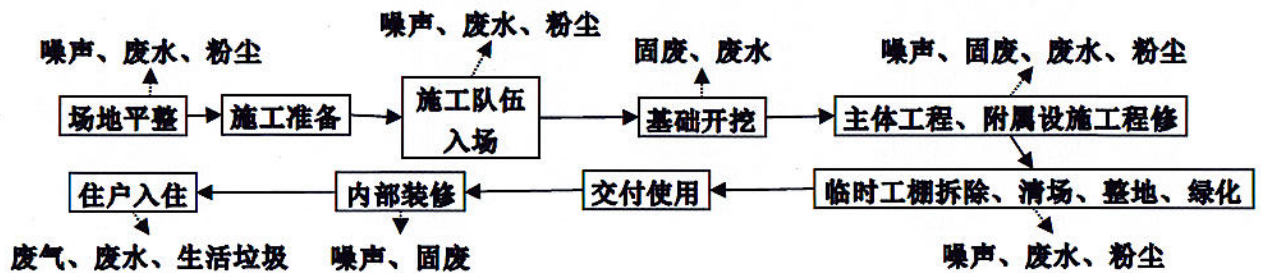 噪声、废水、粉尘
噪声、废水、粉尘
固废、废水
噪声、固废、废水、粉尘
场地平整
施工准备
施工队伍
入场
基础开挖
主体工程、附属设施工程修
住户入住
内部装修
交付使用
临时工棚拆除、清场、整地、绿化
废气、废水、生活垃圾
噪声、固废
噪声、废水、粉尘